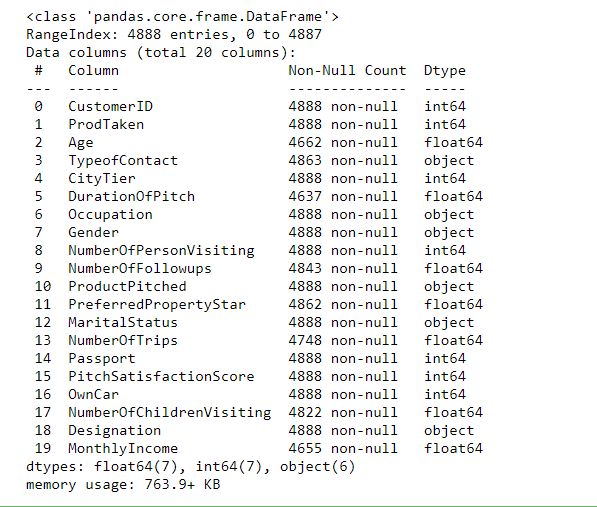 <class 'pandas.core.frame.DataFrame'>
RangeIndex: 4888 entries, 0 to 4887
Data columns (total 20 columns):
 #   Column                    Non-Null Count  Dtype
---  ------                    --------------  -----
 0   CustomerID                4888 non-null   int64
 1   ProdTaken                 4888 non-null   int64
 2   Age                       4662 non-null   float64
 3   TypeofContact             4863 non-null   object
 4   CityTier                  4888 non-null   int64
 5   DurationOfPitch           4637 non-null   float64
 6   Occupation                4888 non-null   object
 7   Gender                    4888 non-null   object
 8   NumberOfPersonVisiting    4888 non-null   int64
 9   NumberOfFollowups         4843 non-null   float64
 10  ProductPitched            4888 non-null   object
 11  PreferredPropertyStar     4862 non-null   float64
 12  MaritalStatus             4888 non-null   object
 13  NumberOfTrips             4748 non-null   float64
 14  Passport                  4888 non-null   int64
 15  PitchSatisfactionScore    4888 non-null   int64
 16  OwnCar                    4888 non-null   int64
 17  NumberOfChildrenVisiting  4822 non-null   float64
 18  Designation               4888 non-null   object
 19  MonthlyIncome             4655 non-null   float64
dtypes: float64(7), int64(7), object(6)
memory usage: 763.9+ KB